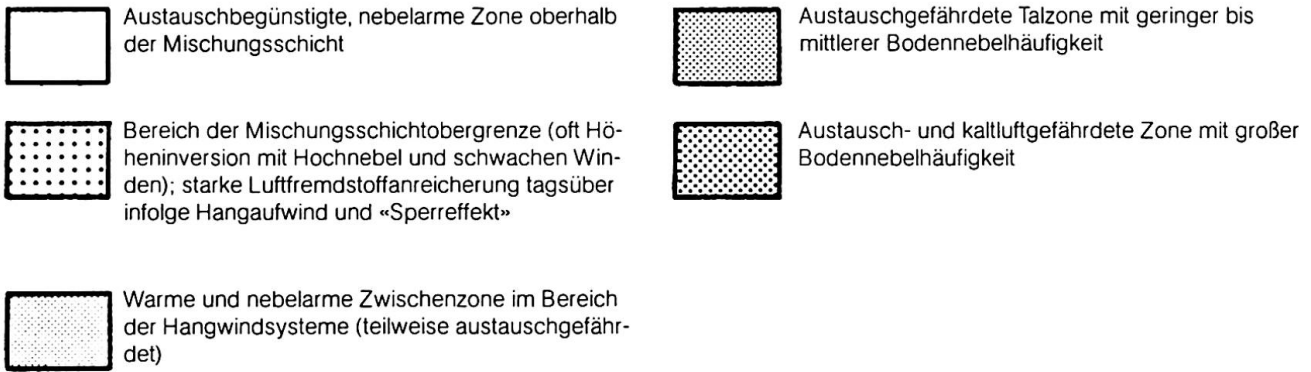 Austauschbegünstigte, nebelarme Zone oberhalb
der Mischungsschicht
Bereich der Mischungsschichtobergrenze (oft Hö-
heninversion mit Hochnebel und schwachen Win-
den); starke Luftfremdstoffanreicherung tagsüber
infolge Hangaufwind und «Sperreffekt»
Warme und nebelarme Zwischenzone im Bereich
der Hangwindsysteme (teilweise austauschgefähr-
det)
Austauschgefährdete Talzone mit geringer bis
mittlerer Bodennebelhäufigkeit
Austausch- und kaltluftgefährdete Zone mit großer
Bodennebelhäufigkeit